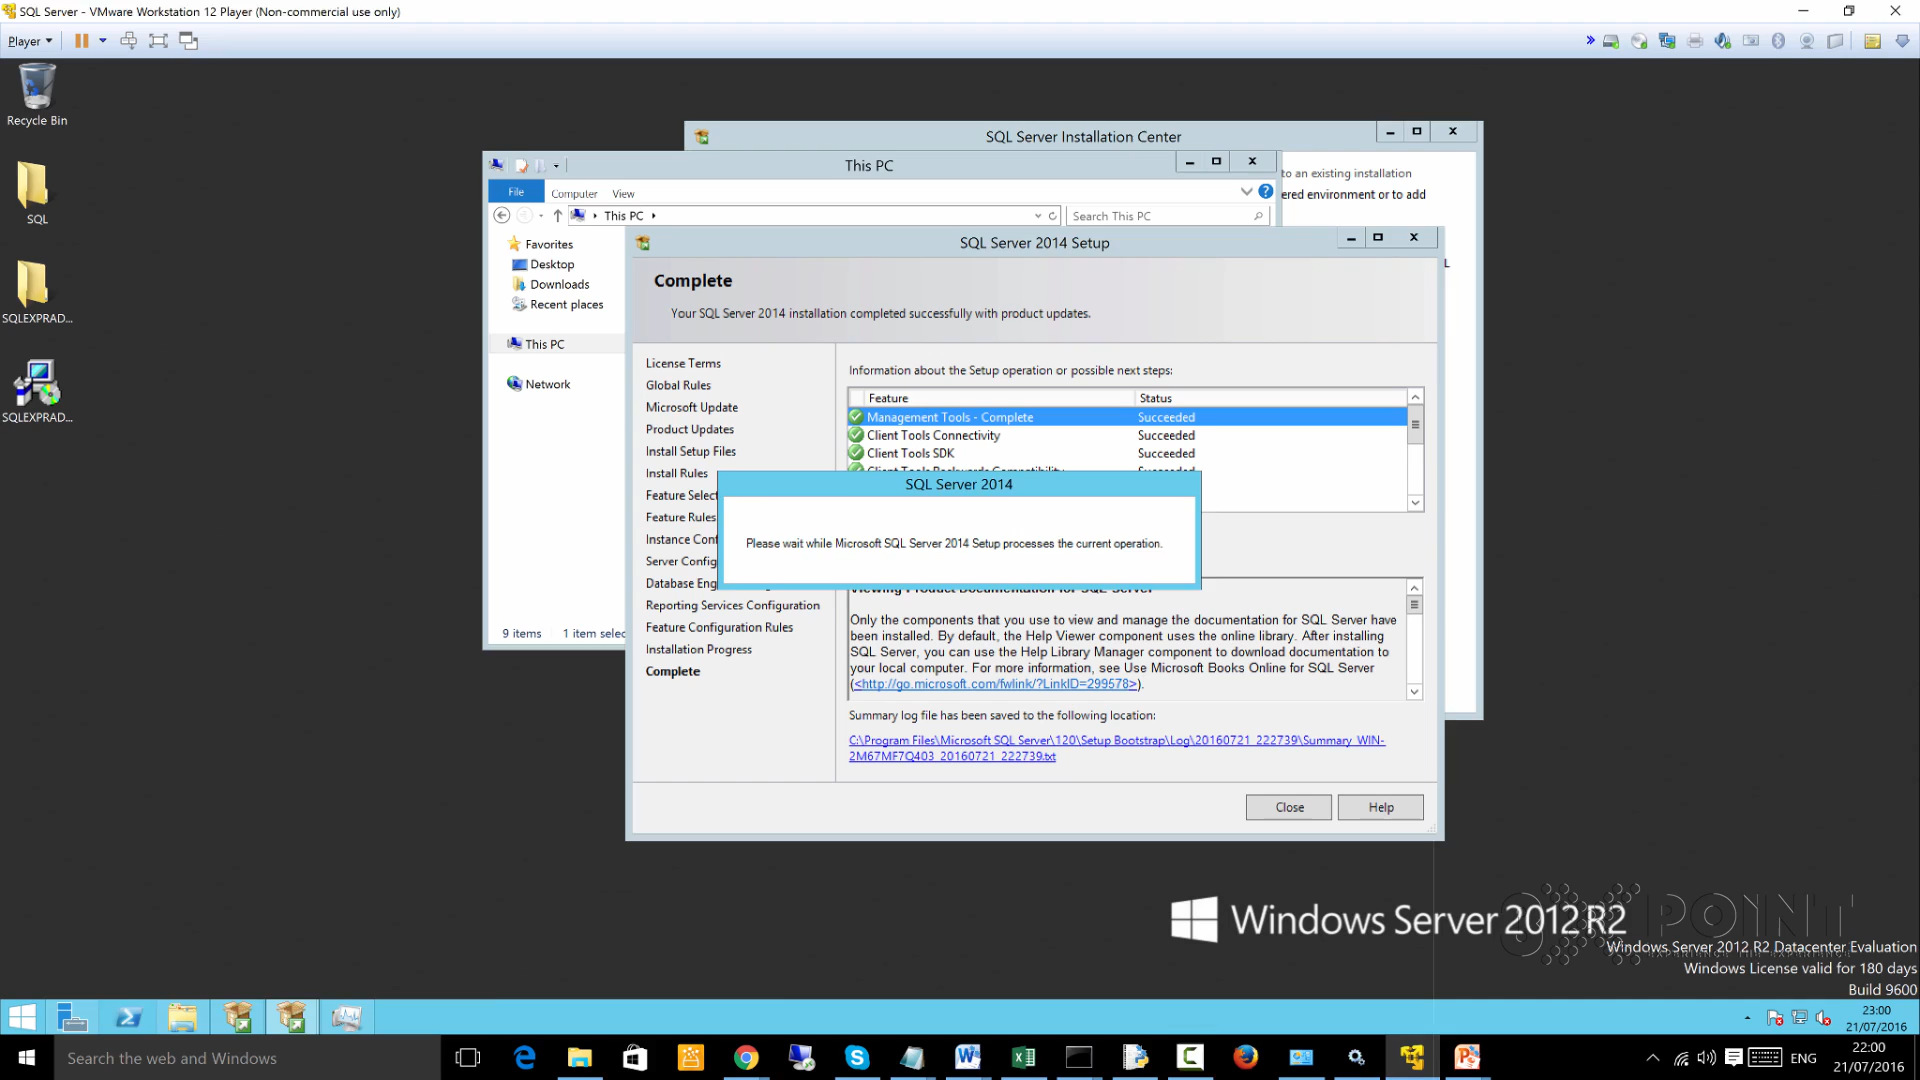 SQL Server - VMware Workstation 12 Player (Non-commercial use only)
Player
Recycle Bin
SQL
SQLEXPRAD...
SQLEXPRAD...
SQL Server Installation Center
to an existing installation
ered environment or to add
L
This PC
File
Computer
View
This PC
Search This PC
Favorites
Desktop
Downloads
Recent places
This PC
Network
9 items
1 item selec
SQL Server 2014 Setup
Complete
Your SQL Server 2014 installation completed successfully with product updates.
License Terms
Global Rules
Microsoft Update
Product Updates
Install Setup Files
Install Rules
Feature Select
Feature Rules
Instance Conf
Server Config
Database Eng
Reporting Services Configuration
Feature Configuration Rules
Installation Progress
Complete
Information about the Setup operation or possible next steps:
Feature Status
Management Tools - Complete Succeeded
Client Tools Connectivity Succeeded
Client Tools SDK Succeeded
Client Tools Backwards Compatibility Succeeded
SQL Server 2014
Please wait while Microsoft SQL Server 2014 Setup processes the current operation.
Viewing Product Documentation for SQL Server
Only the components that you use to view and manage the documentation for SQL Server have
been installed. By default, the Help Viewer component uses the online library. After installing
SQL Server, you can use the Help Library Manager component to download documentation to
your local computer. For more information, see Use Microsoft Books Online for SQL Server
(<http://go.microsoft.com/fwlink/?LinkID=299578>).
Summary log file has been saved to the following location:
C:\Program Files\Microsoft SQL Server\120\Setup Bootstrap\Log\20160721_222739\Summary_WIN-
2M67MF7Q403_20160721_222739.txt
Close
Help
Windows Server 2012 R2
POINT
Windows Server 2012 R2 Datacenter Evaluation
Windows License valid for 180 days
Build 9600
23:00
21/07/2016
Search the web and Windows
ENG
22:00
21/07/2016